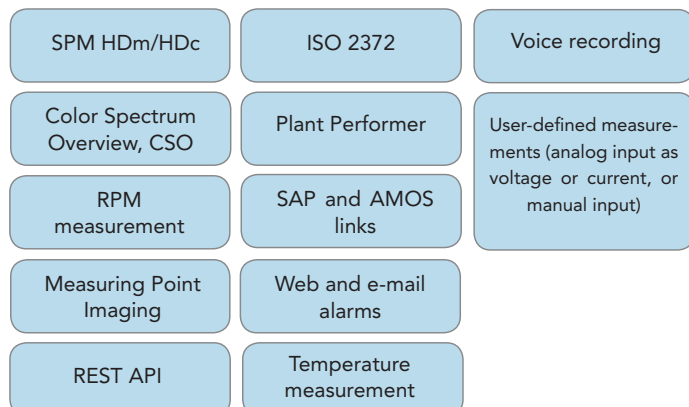 SPM HDm/HDc
Color Spectrum
Overview, CSO
RPM
measurement
Measuring Point
Imaging
REST API
ISO 2372
Plant Performer
SAP and AMOS
links
Web and e-mail
alarms
Temperature
measurement
Voice recording
User-defined measure-
ments (analog input as
voltage or current, or
manual input)